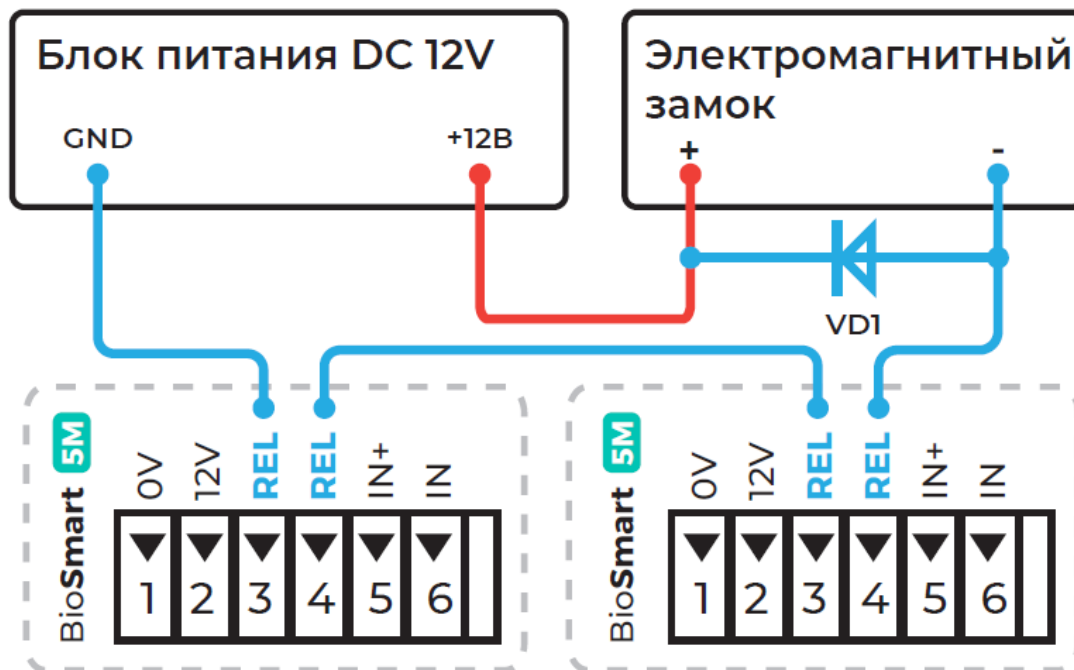 Блок питания DC 12V
GND
+12В
Электромагнитный
замок
+
-
VD1
BioSmart 5M
0V
12V
REL
REL
IN+
IN
1
2
3
4
5
6
BioSmart 5M
0V
12V
REL
REL
IN+
IN
1
2
3
4
5
6